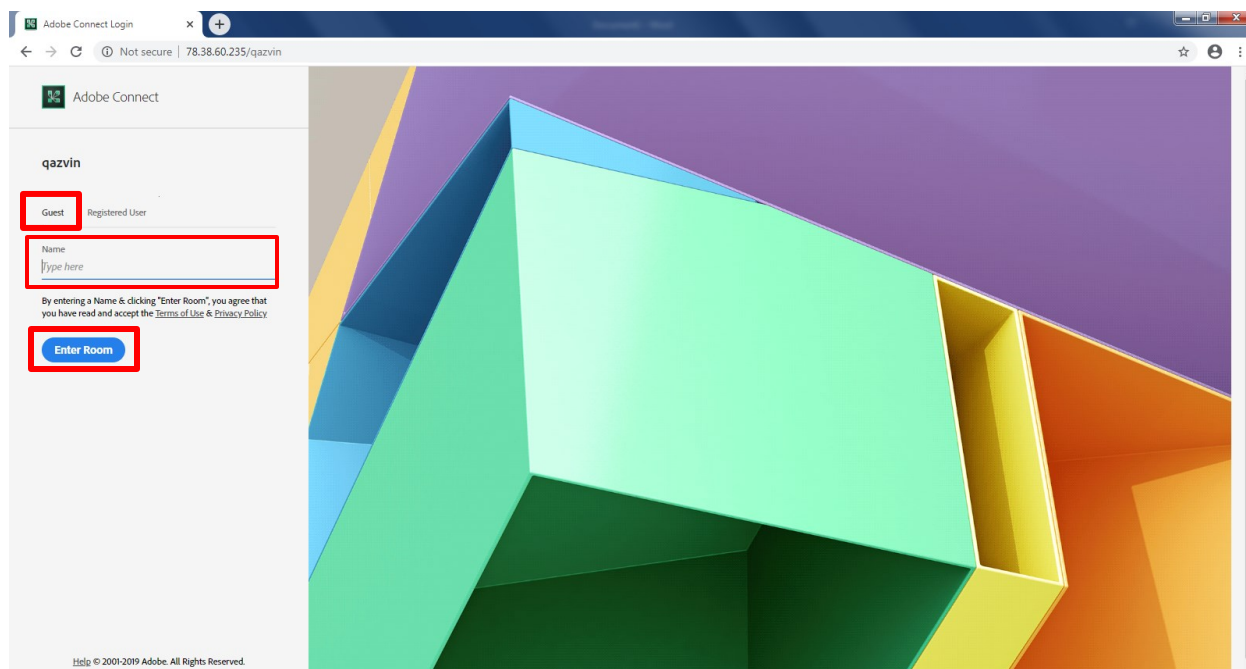 Adobe Connect Login
Not secure | 78.38.60.235/qazvin
Adobe Connect
qazvin
Guest Registered User
Name
Type here
By entering a Name & clicking "Enter Room", you agree that
you have read and accept the Terms of Use & Privacy Policy
Enter Room
Help © 2001-2019 Adobe. All Rights Reserved.